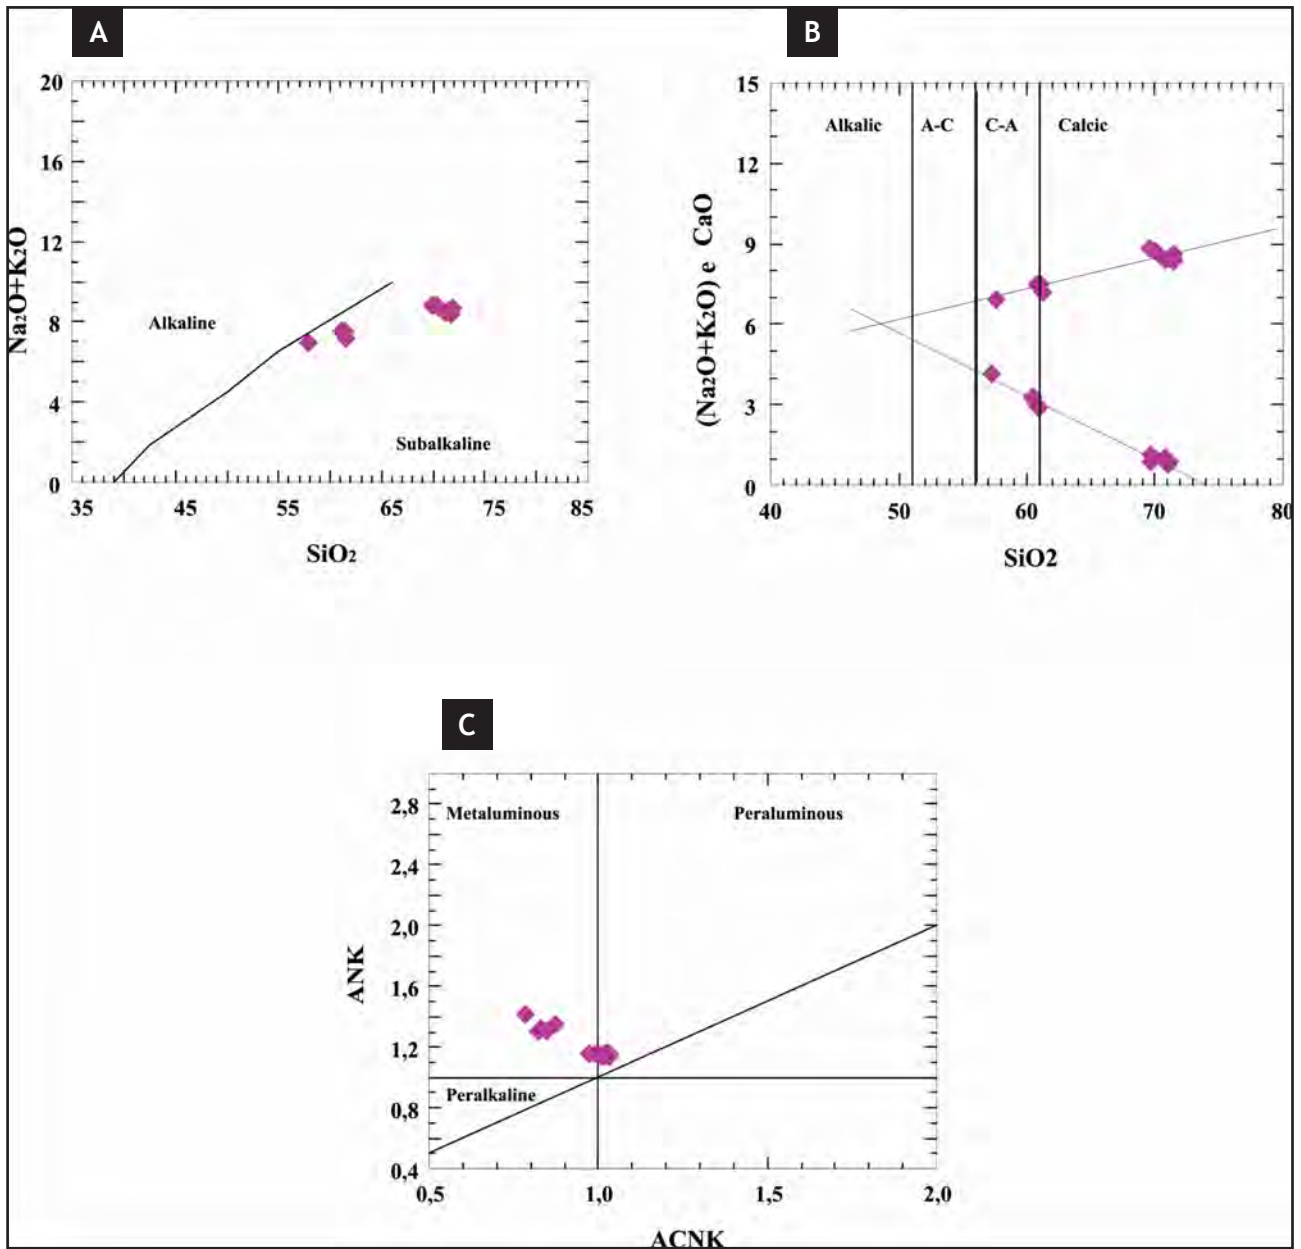 A
20
16
12
8
4
0
Na2O+K2O
Alkaline
Subalkaline
35 45 55 65 75 85
SiO2
B
15
12
9
6
3
0
(Na2O+K2O) e CaO
Alkalic A-C C-A Calcic
40 50 60 70 80
SiO2
C
2,8
2,4
2,0
1,6
1,2
0,8
0,4
ANK
Metaluminous Peraluminous
Peralkaline
0,5 1,0 1,5 2,0
ACNK